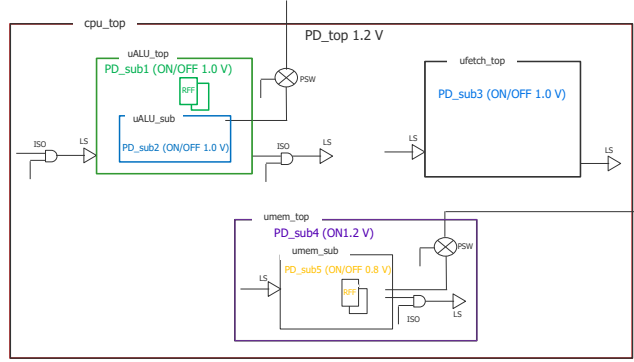 cpu_top
PD_top 1.2 V
uALU_top
PD_sub1 (ON/OFF 1.0 V)
RFF
PSW
uALU_sub
PD_sub2 (ON/OFF 1.0 V)
ISO
LS
ISO
LS
ufetch_top
PD_sub3 (ON/OFF 1.0 V)
LS
LS
umem_top
PD_sub4 (ON1.2 V)
PSW
umem_sub
PD_sub5 (ON/OFF 0.8 V)
LS
RFF
ISO
LS